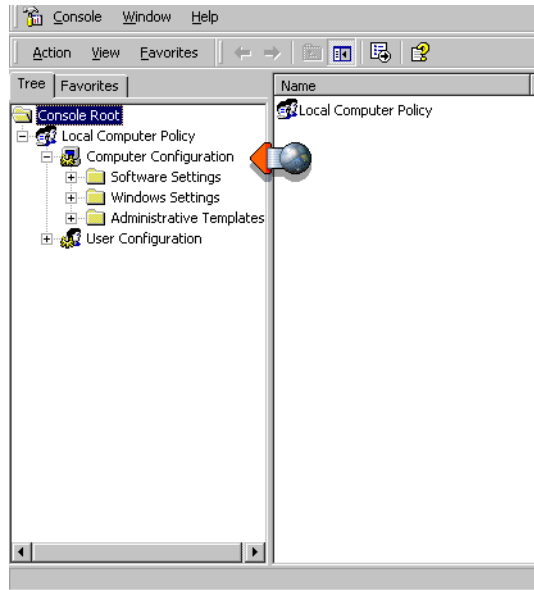 Console Window Help
Action View Favorites
Tree Favorites
Name
Console Root
Local Computer Policy
Local Computer Policy
Computer Configuration
Software Settings
Windows Settings
Administrative Templates
User Configuration